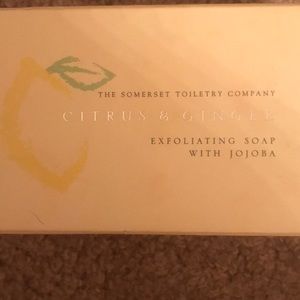 THE SOMERSET TOILETRY COMPANY
CITRUS & GINGER
EXFOLIATING SOAP
WITH JOJOBA